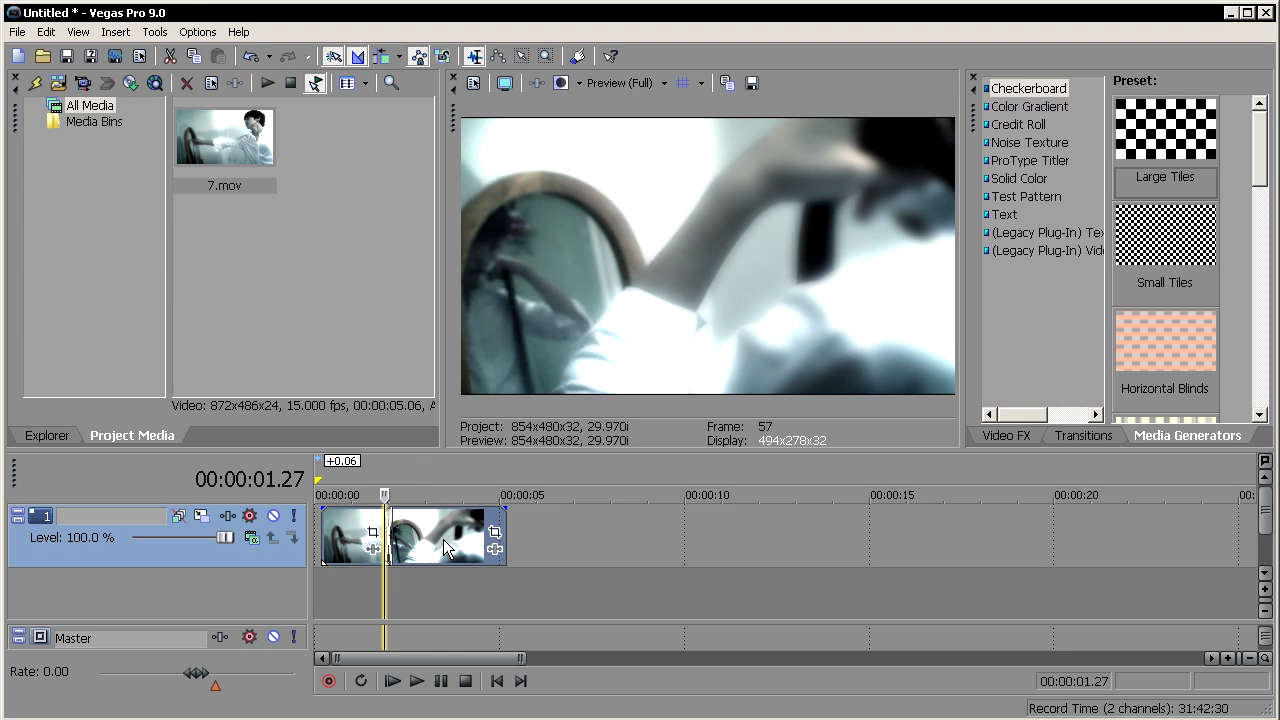 Untitled * - Vegas Pro 9.0
File Edit View Insert Tools Options Help
Preview (Full)
All Media
Media Bins
7.mov
Video: 872x486x24, 15.000 fps, 00:00:05.06, A
Explorer Project Media
Project: 854x480x32, 29.970i Frame: 57
Preview: 854x480x32, 29.970i Display: 494x278x32
Checkerboard
Color Gradient
Credit Roll
Noise Texture
ProType Titler
Solid Color
Test Pattern
Text
(Legacy Plug-In) Tex
(Legacy Plug-In) Vid
Preset:
Large Tiles
Small Tiles
Horizontal Blinds
Video FX Transitions Media Generators
+0.06
00:00:01.27
00:00:00 00:00:05 00:00:10 00:00:15 00:00:20 00:
1
Level: 100.0 %
Master
Rate: 0.00
00:00:01.27
Record Time (2 channels): 31:42:30